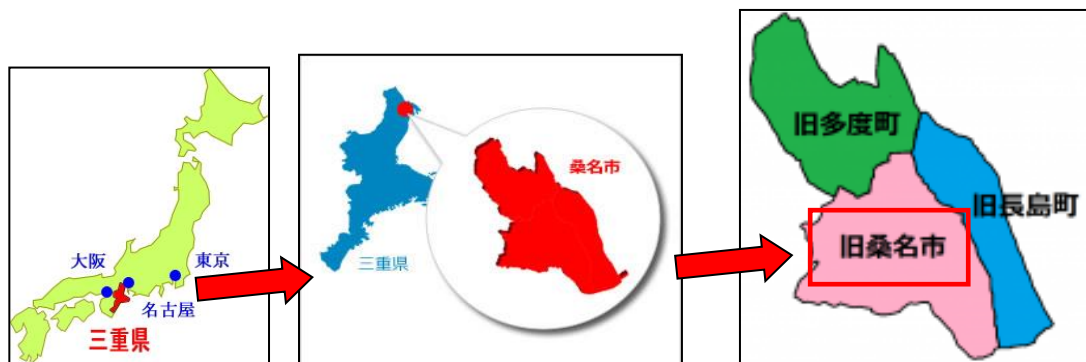 大阪
東京
名古屋
三重県
桑名市
三重県
旧多度町
旧長島町
旧桑名市